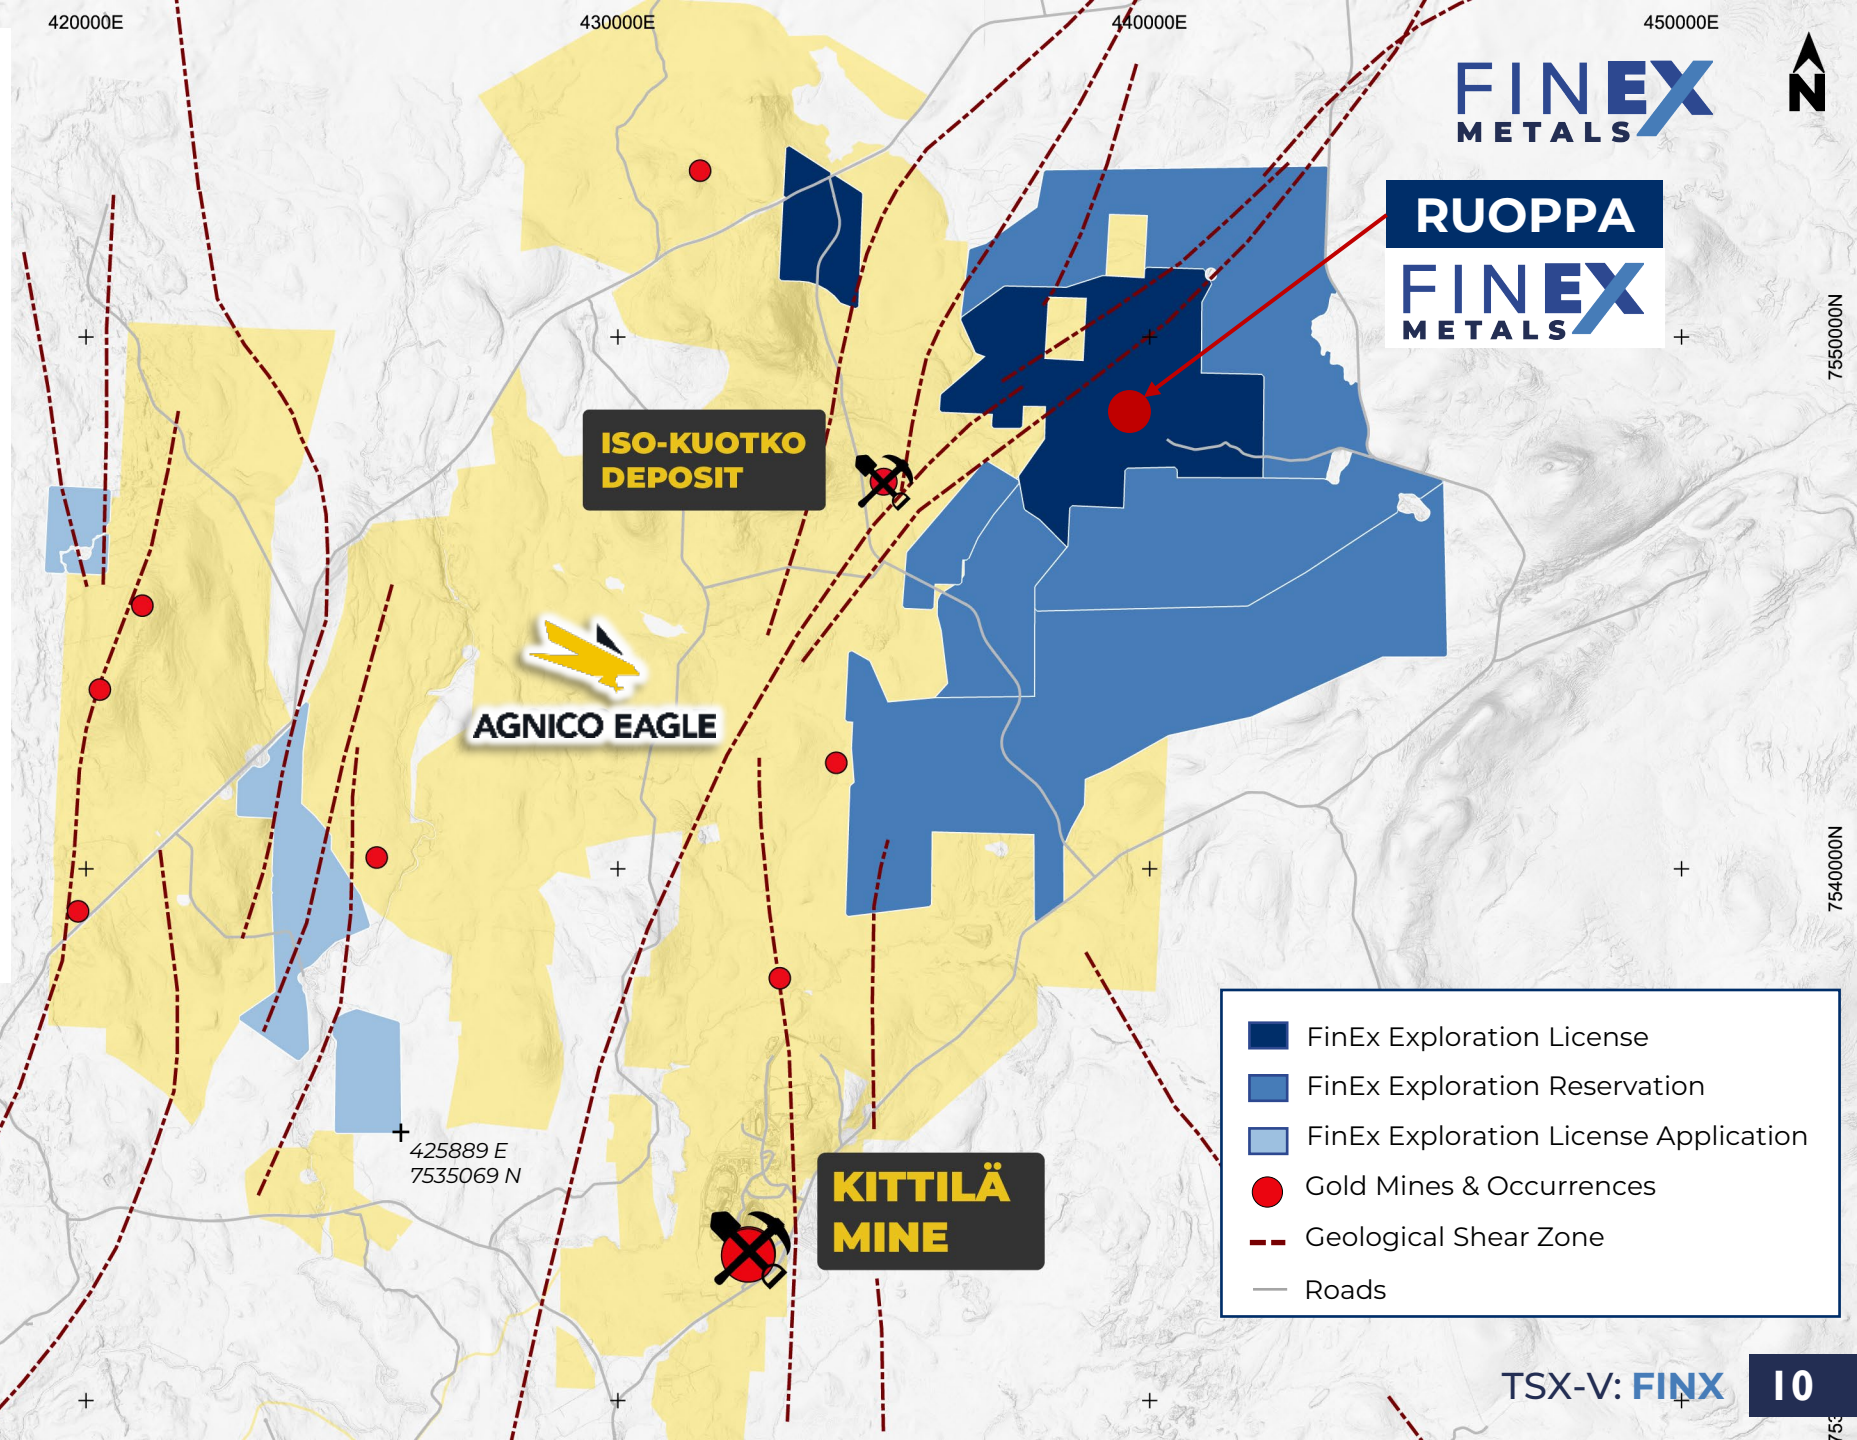 420000E
430000E
440000E
450000E
N
FINEX
METALS
RUOPPA
FINEX
METALS
7550000N
ISO-KUOTKO
DEPOSIT
AGNICO EAGLE
7540000N
425889 E
7535069 N
KITTILÄ
MINE
FinEx Exploration License
FinEx Exploration Reservation
FinEx Exploration License Application
Gold Mines & Occurrences
Geological Shear Zone
Roads
TSX-V: FINX
10